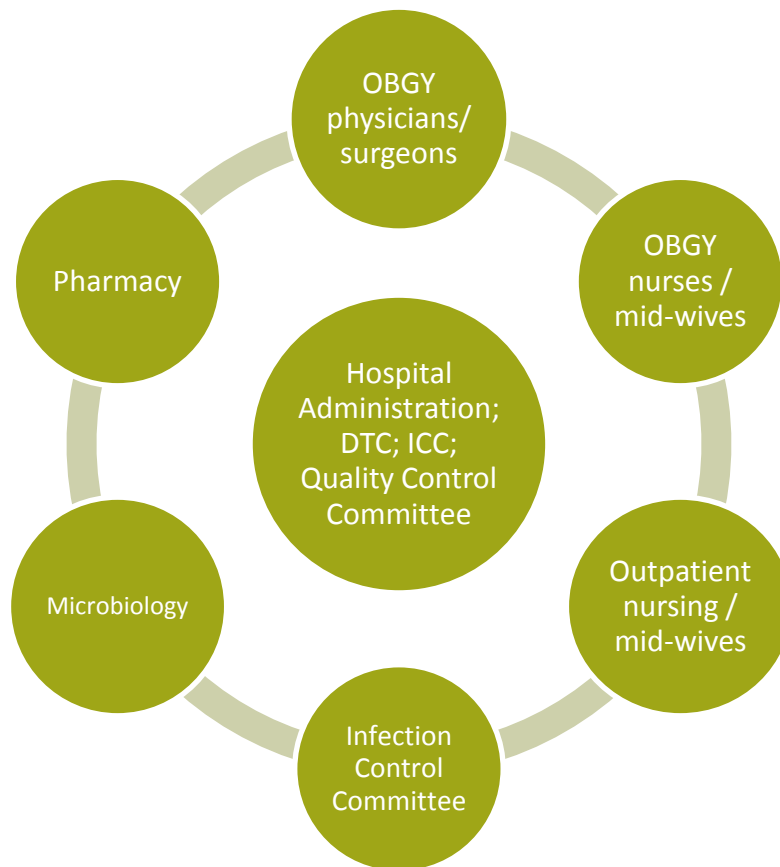 OBGY
physicians/
surgeons
OBGY
nurses /
mid-wives
Pharmacy
Hospital
Administration;
DTC; ICC;
Quality Control
Committee
Outpatient
nursing /
mid-wives
Microbiology
Infection
Control
Committee